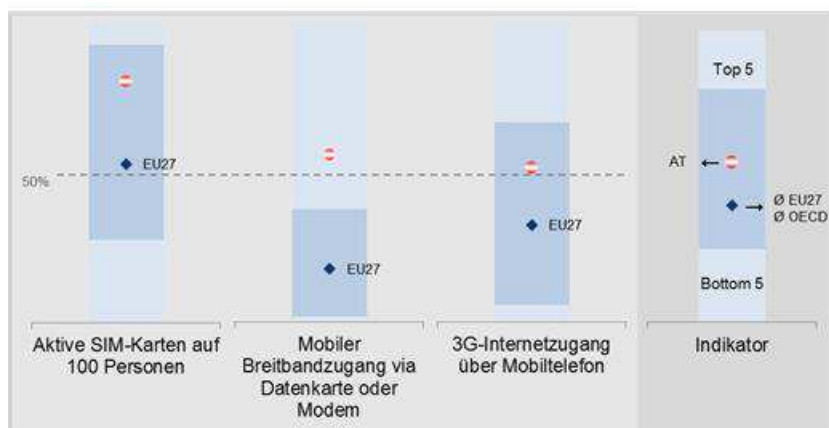 Top 5
EU27
AT
50%
Ø EU27
Ø OECD
EU27
EU27
Bottom 5
Aktive SIM-Karten auf
100 Personen
Mobiler
Breitbandzugang via
Datenkarte oder
Modem
3G-Internetzugang
über Mobiltelefon
Indikator